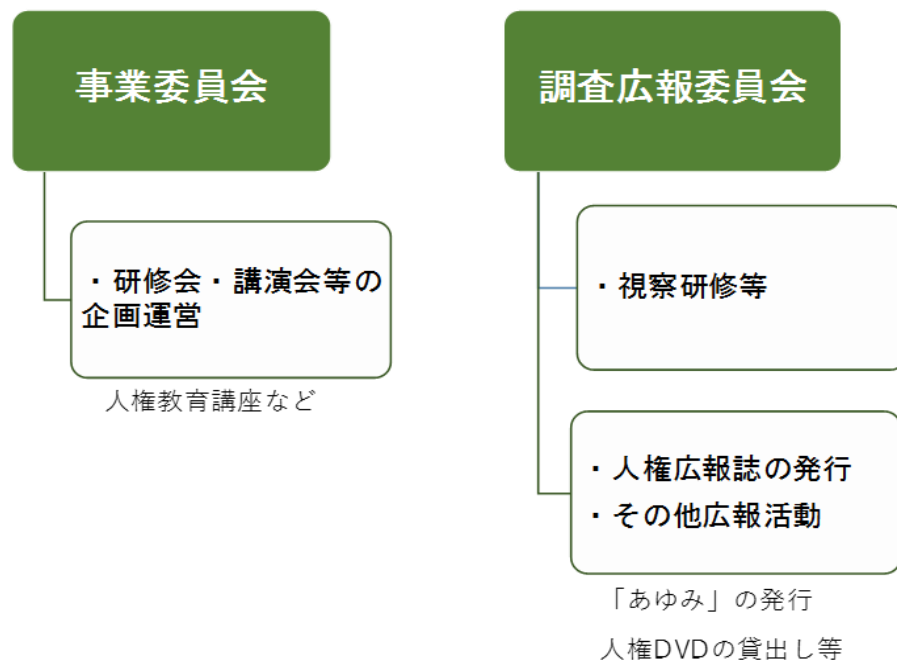 事業委員会
・研修会・講演会等の
企画運営
人権教育講座など
調査広報委員会
・視察研修等
・人権広報誌の発行
・その他広報活動
「あゆみ」の発行
人権DVDの貸出し等